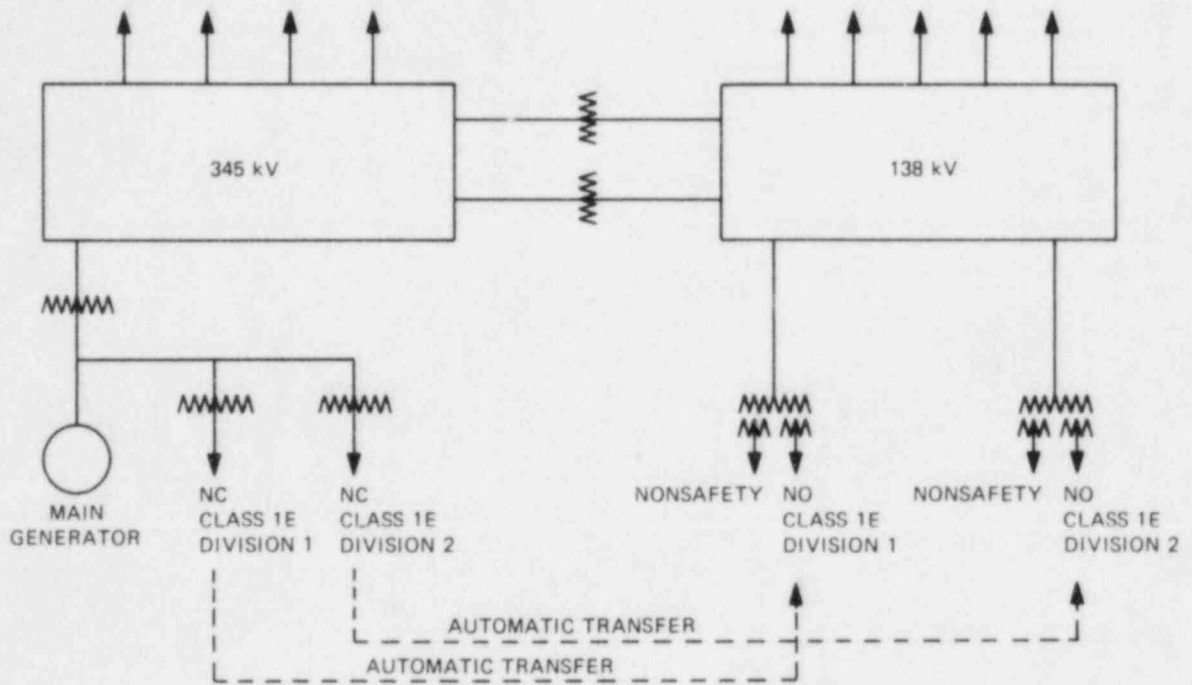 345 kV
138 kV
MAIN
GENERATOR
NC
CLASS 1E
DIVISION 1
NC
CLASS 1E
DIVISION 2
NONSAFETY
NO
CLASS 1E
DIVISION 1
NONSAFETY
NO
CLASS 1E
DIVISION 2
AUTOMATIC TRANSFER
AUTOMATIC TRANSFER